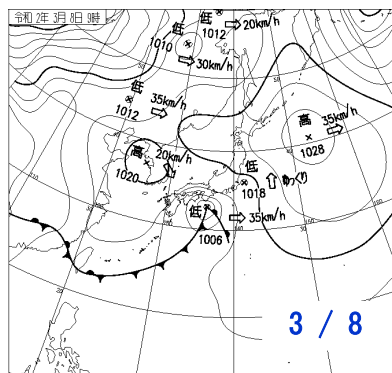 令和 2年 3月 8日 9時
低
1012
20km/h
低
1010
30km/h
低
1012
35km/h
高
1028
35km/h
高
1020
20km/h
低
1018
ゆっくり
低
1006
35km/h
3 / 8